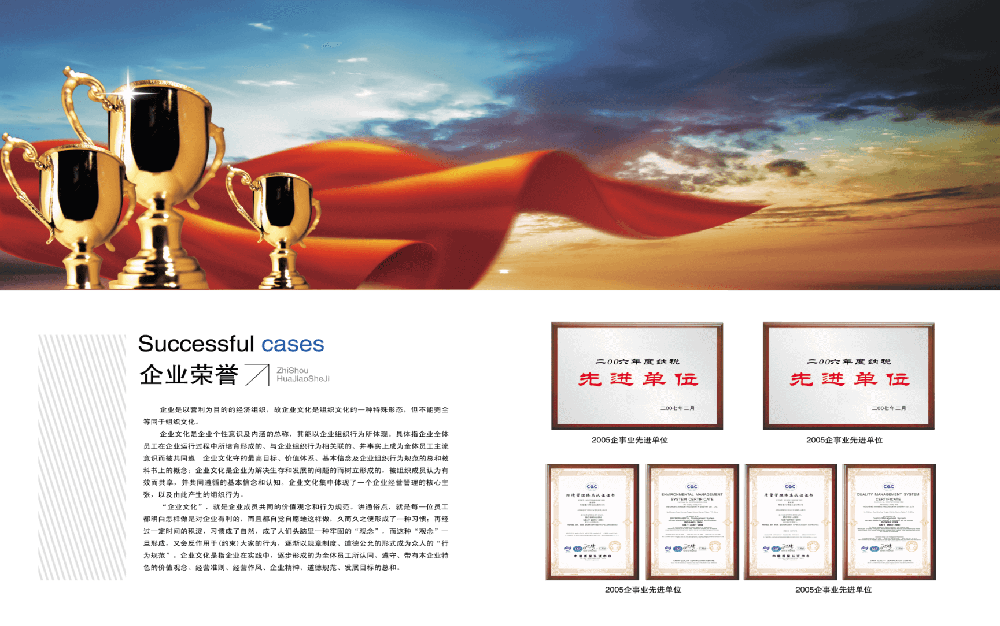 Successful cases
企业荣誉
ZhiShou
HuaJiaoSheJi
企业是以营利为目的的经济组织，故企业文化是组织文化的一种特殊形态，但不能完全
等同于组织文化。
企业文化是企业个性意识及内涵的总称，其能以企业组织行为所体现。具体指企业全体
员工在企业运行过程中所培育形成的、与企业组织行为相关联的、并事实上成为全体员工主流
意识而被共同遵　企业文化守的最高目标、价值体系、基本信念及企业组织行为规范的总和教
科书上的概念：企业文化是企业为解决生存和发展的问题的而树立形成的，被组织成员认为有
效而共享，并共同遵循的基本信念和认知。企业文化集中体现了一个企业经营管理的核心主
张，以及由此产生的组织行为。
“企业文化”，就是企业成员共同的价值观念和行为规范。讲通俗点，就是每一位员工
都明白怎样做是对企业有利的，而且都自觉自愿地这样做，久而久之便形成了一种习惯；再经
过一定时间的积淀，习惯成了自然，成了人们头脑里一种牢固的“观念”，而这种“观念”一
旦形成，又会反作用于（约束）大家的行为，逐渐以规章制度、道德公允的形式成为众人的“行
为规范”。企业文化是指企业在实践中，逐步形成的为全体员工所认同、遵守、带有本企业特
色的价值观念、经营准则、经营作风、企业精神、道德规范、发展目标的总和。
二00六年度纳税
先进单位
二00七年二月
2005企事业先进单位
二00六年度纳税
先进单位
二00七年二月
2005企事业先进单位
CQC
环境管理体系认证证书
中国质量认证中心
CQC
ENVIRONMENTAL MANAGEMENT
SYSTEM CERTIFICATE
CHINA QUALITY CERTIFICATION CENTRE
2005企事业先进单位
CQC
质量管理体系认证证书
中国质量认证中心
CQC
QUALITY MANAGEMENT SYSTEM
CERTIFICATE
CHINA QUALITY CERTIFICATION CENTRE
2005企事业先进单位